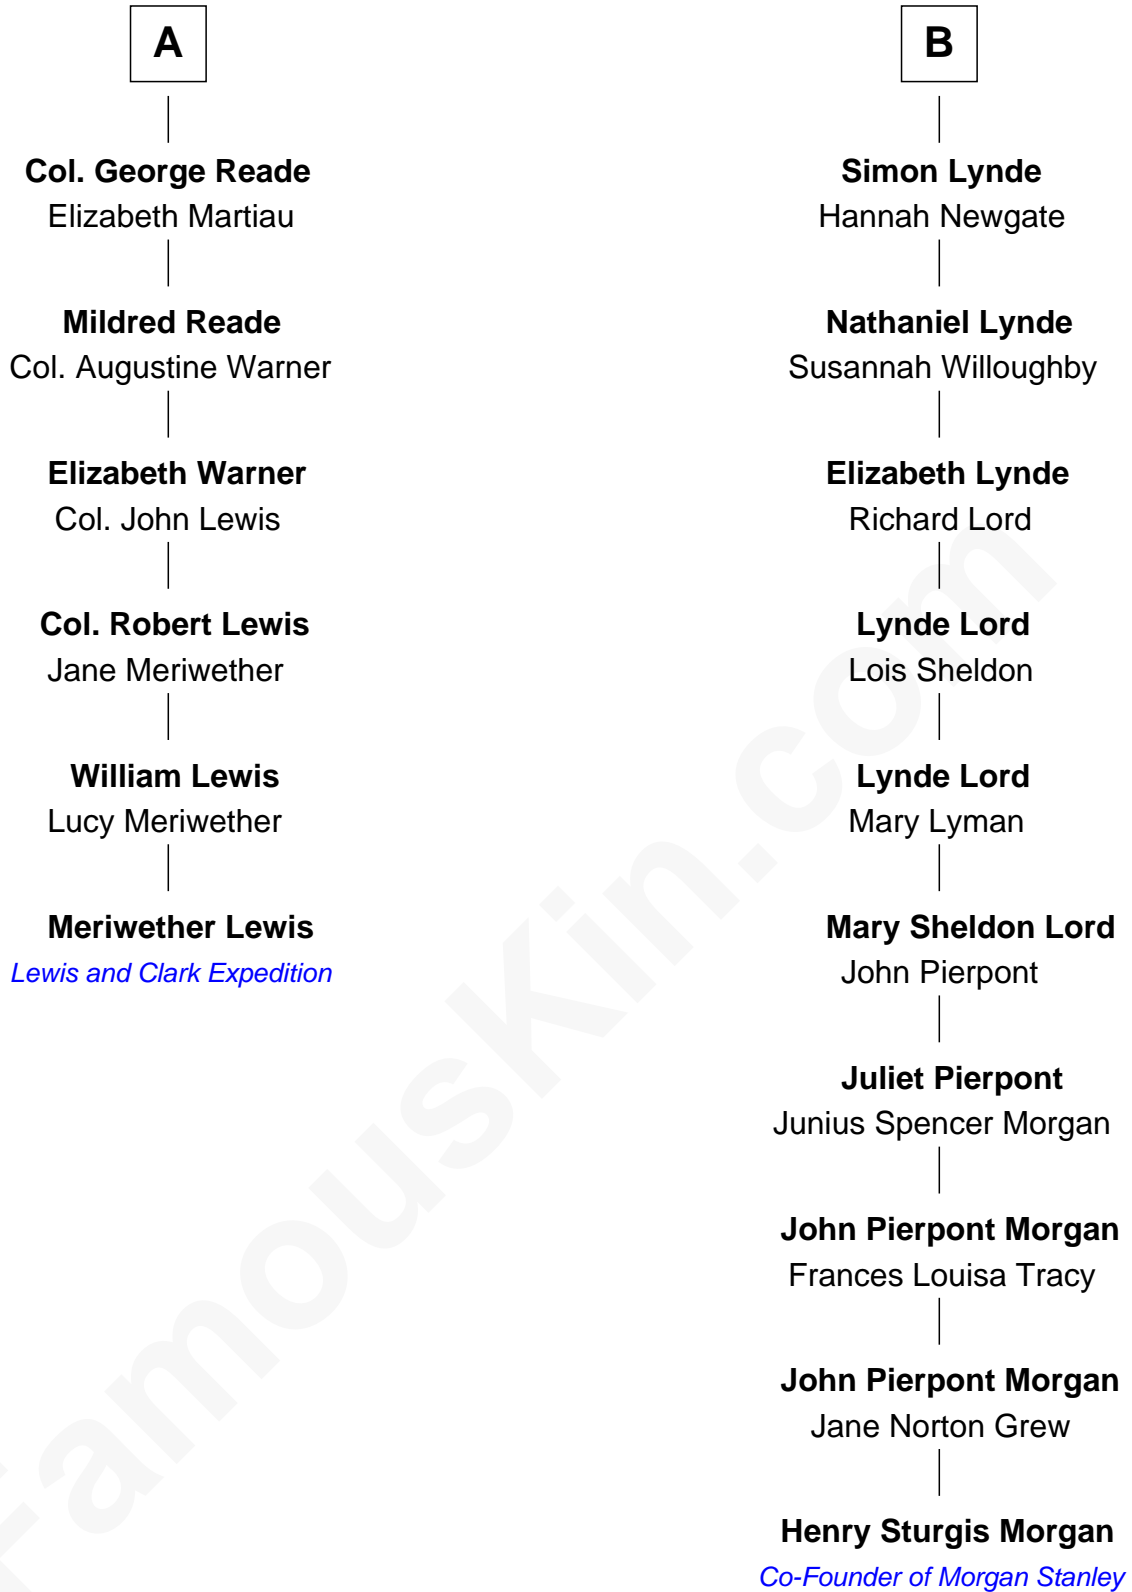 A
Col. George Reade
Elizabeth Martiau
Mildred Reade
Col. Augustine Warner
Elizabeth Warner
Col. John Lewis
Col. Robert Lewis
Jane Meriwether
William Lewis
Lucy Meriwether
Meriwether Lewis
Lewis and Clark Expedition
B
Simon Lynde
Hannah Newgate
Nathaniel Lynde
Susannah Willoughby
Elizabeth Lynde
Richard Lord
Lynde Lord
Lois Sheldon
Lynde Lord
Mary Lyman
Mary Sheldon Lord
John Pierpont
Juliet Pierpont
Junius Spencer Morgan
John Pierpont Morgan
Frances Louisa Tracy
John Pierpont Morgan
Jane Norton Grew
Henry Sturgis Morgan
Co-Founder of Morgan Stanley
FamousKin.com